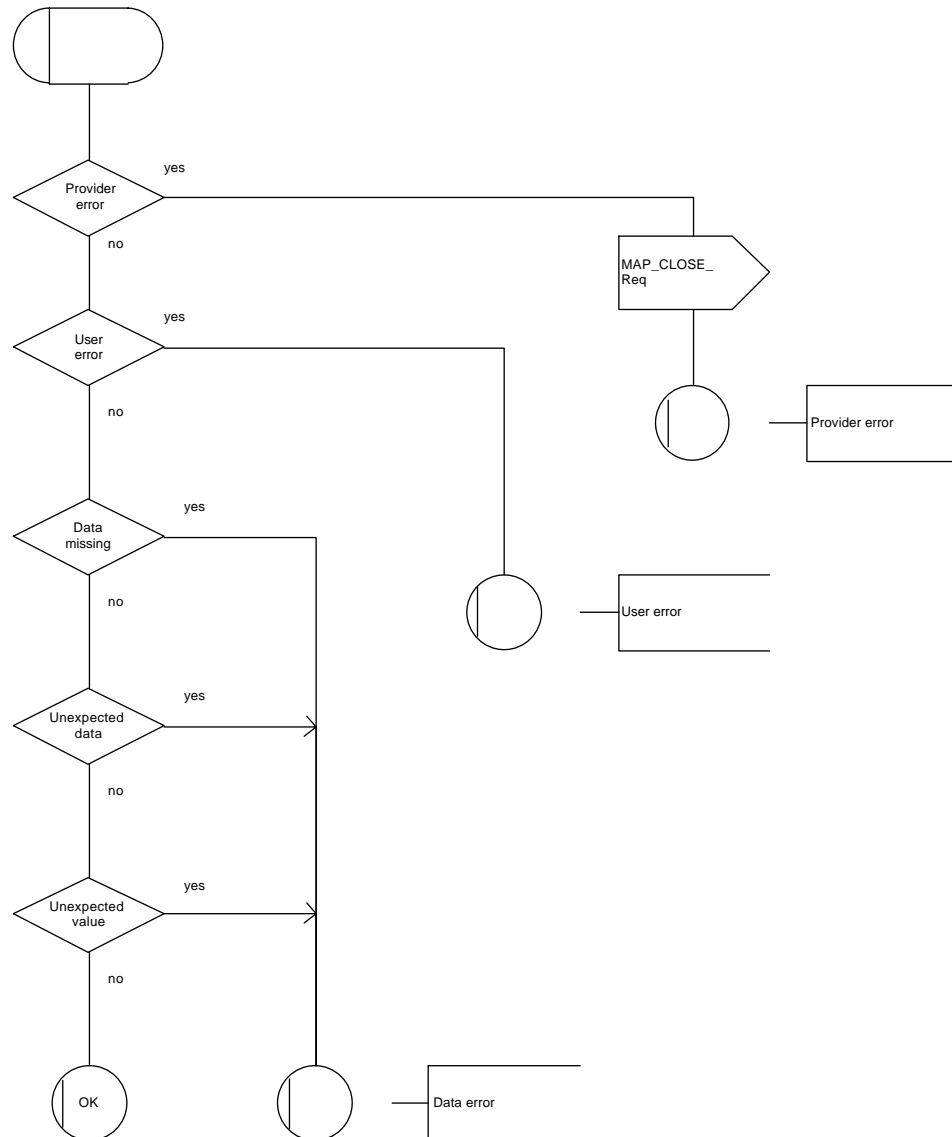 yes
Provider
error
no
MAP_CLOSE_
Req
yes
User
error
no
Provider error
yes
Data
missing
no
User error
yes
Unexpected
data
no
yes
Unexpected
value
no
OK
Data error